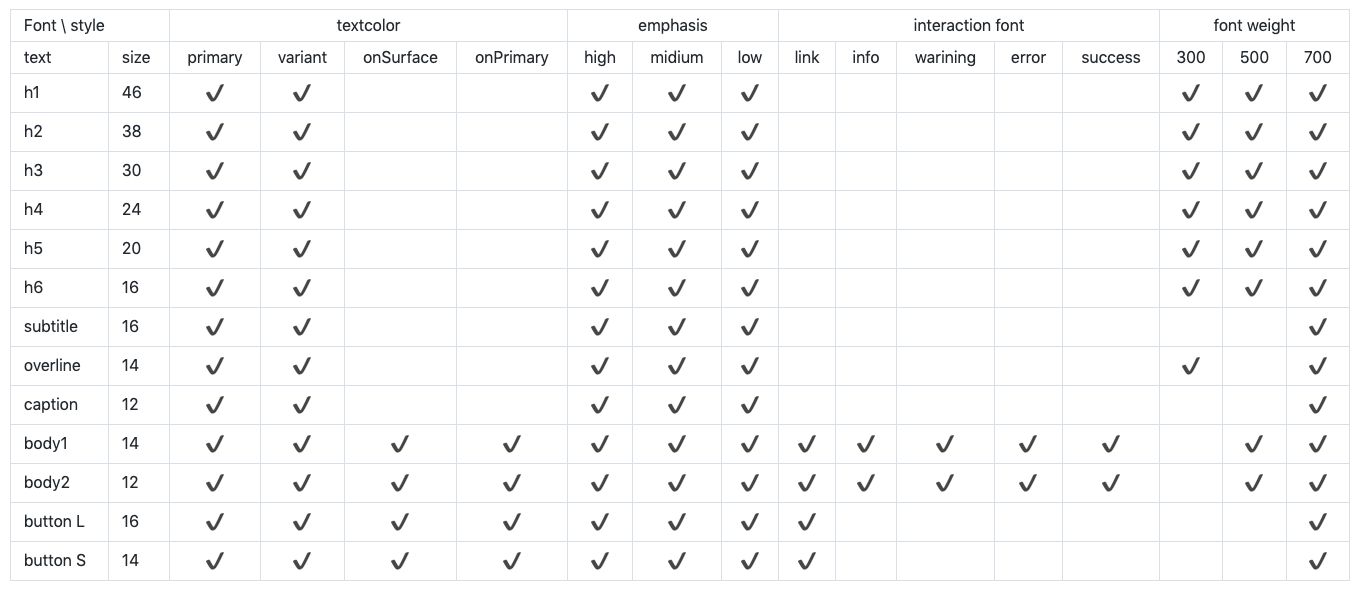 Font \ style textcolor emphasis interaction font font weight
text size primary variant onSurface onPrimary high midium low link info warining error success 300 500 700
h1 46 ✔ ✔ ✔ ✔ ✔ ✔ ✔ ✔
h2 38 ✔ ✔ ✔ ✔ ✔ ✔ ✔ ✔
h3 30 ✔ ✔ ✔ ✔ ✔ ✔ ✔ ✔
h4 24 ✔ ✔ ✔ ✔ ✔ ✔ ✔ ✔
h5 20 ✔ ✔ ✔ ✔ ✔ ✔ ✔ ✔
h6 16 ✔ ✔ ✔ ✔ ✔ ✔ ✔ ✔
subtitle 16 ✔ ✔ ✔ ✔ ✔ ✔
overline 14 ✔ ✔ ✔ ✔ ✔ ✔ ✔
caption 12 ✔ ✔ ✔ ✔ ✔ ✔
body1 14 ✔ ✔ ✔ ✔ ✔ ✔ ✔ ✔ ✔ ✔ ✔ ✔ ✔ ✔
body2 12 ✔ ✔ ✔ ✔ ✔ ✔ ✔ ✔ ✔ ✔ ✔ ✔ ✔ ✔
button L 16 ✔ ✔ ✔ ✔ ✔ ✔ ✔ ✔ ✔
button S 14 ✔ ✔ ✔ ✔ ✔ ✔ ✔ ✔ ✔